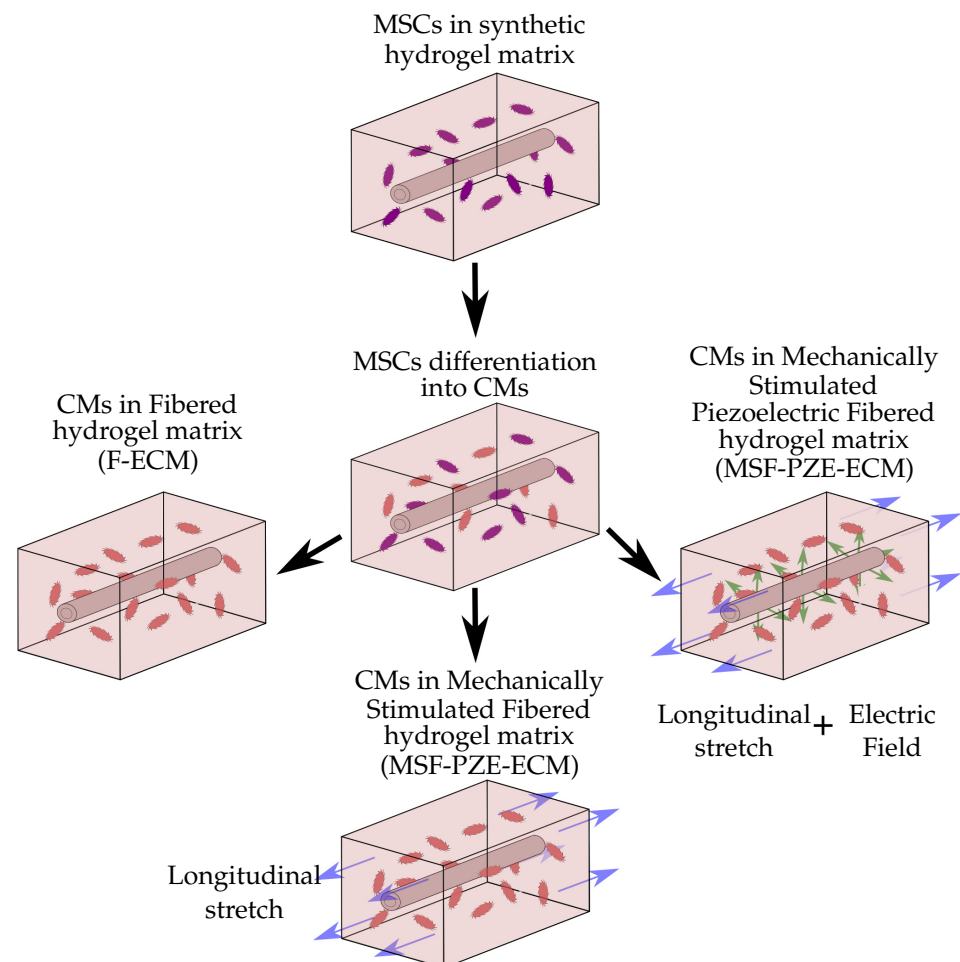 MSCs in synthetic
hydrogel matrix
MSCs differentiation
into CMs
CMs in Fibered
hydrogel matrix
(F-ECM)
CMs in Mechanically
Stimulated
Piezoelectric Fibered
hydrogel matrix
(MSF-PZE-ECM)
Longitudinal
stretch
+
Electric
Field
CMs in Mechanically
Stimulated Fibered
hydrogel matrix
(MSF-PZE-ECM)
Longitudinal
stretch